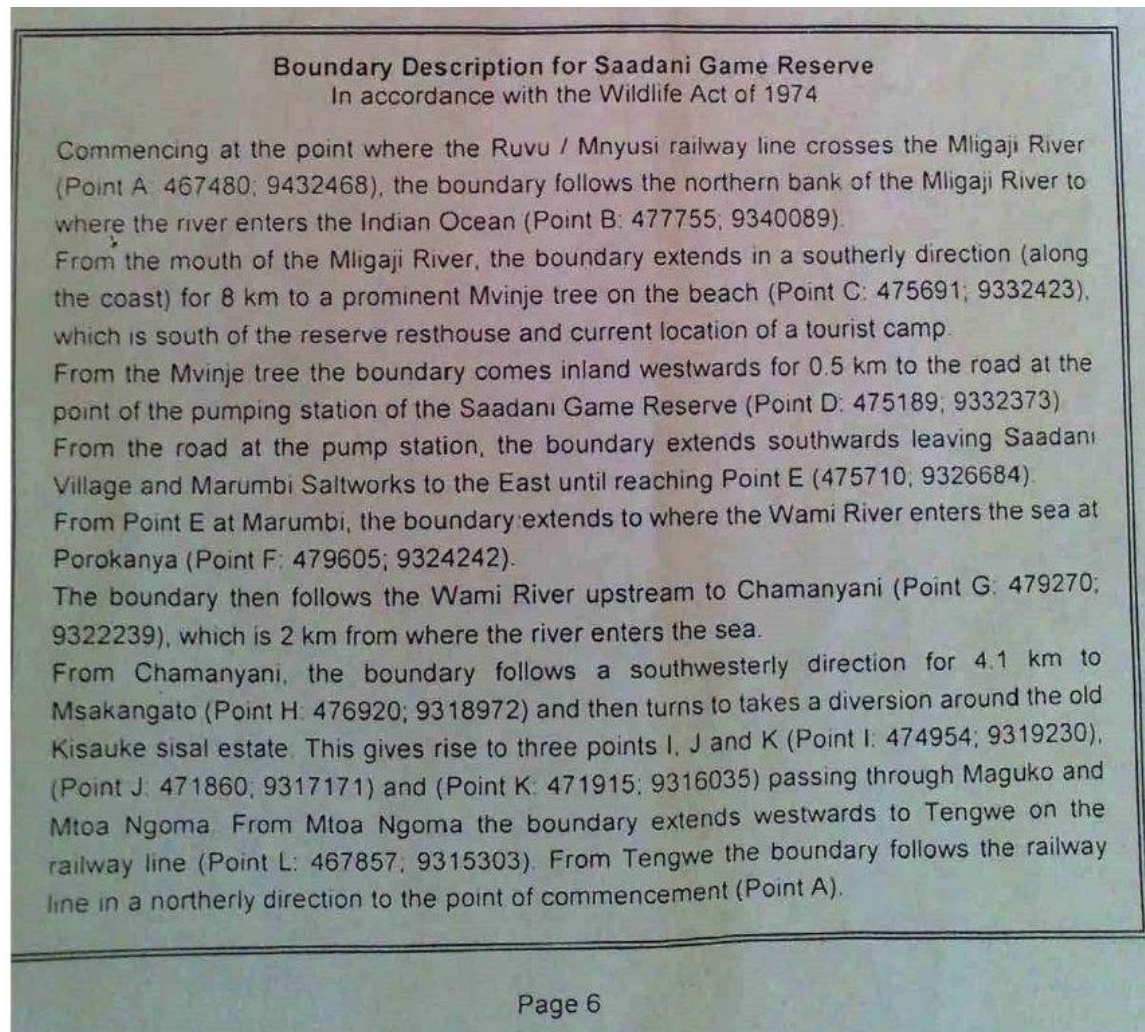 Boundary Description for Saadani Game Reserve
In accordance with the Wildlife Act of 1974
Commencing at the point where the Ruvu / Mnyusi railway line crosses the Mligaji River
(Point A: 467480; 9432468), the boundary follows the northern bank of the Mligaji River to
where the river enters the Indian Ocean (Point B: 477755; 9340089).
From the mouth of the Mligaji River, the boundary extends in a southerly direction (along
the coast) for 8 km to a prominent Mvinje tree on the beach (Point C: 475691; 9332423),
which is south of the reserve resthouse and current location of a tourist camp.
From the Mvinje tree the boundary comes inland westwards for 0.5 km to the road at the
point of the pumping station of the Saadani Game Reserve (Point D: 475189; 9332373)
From the road at the pump station, the boundary extends southwards leaving Saadani
Village and Marumbi Saltworks to the East until reaching Point E (475710; 9326684).
From Point E at Marumbi, the boundary extends to where the Wami River enters the sea at
Porokanya (Point F: 479605; 9324242).
The boundary then follows the Wami River upstream to Chamanyani (Point G: 479270;
9322239), which is 2 km from where the river enters the sea.
From Chamanyani, the boundary follows a southwesterly direction for 4.1 km to
Msakangato (Point H: 476920; 9318972) and then turns to takes a diversion around the old
Kisauke sisal estate. This gives rise to three points I, J and K (Point I: 474954; 9319230),
(Point J: 471860; 9317171) and (Point K: 471915; 9316035) passing through Maguko and
Mtoa Ngoma. From Mtoa Ngoma the boundary extends westwards to Tengwe on the
railway line (Point L: 467857; 9315303). From Tengwe the boundary follows the railway
line in a northerly direction to the point of commencement (Point A).
Page 6